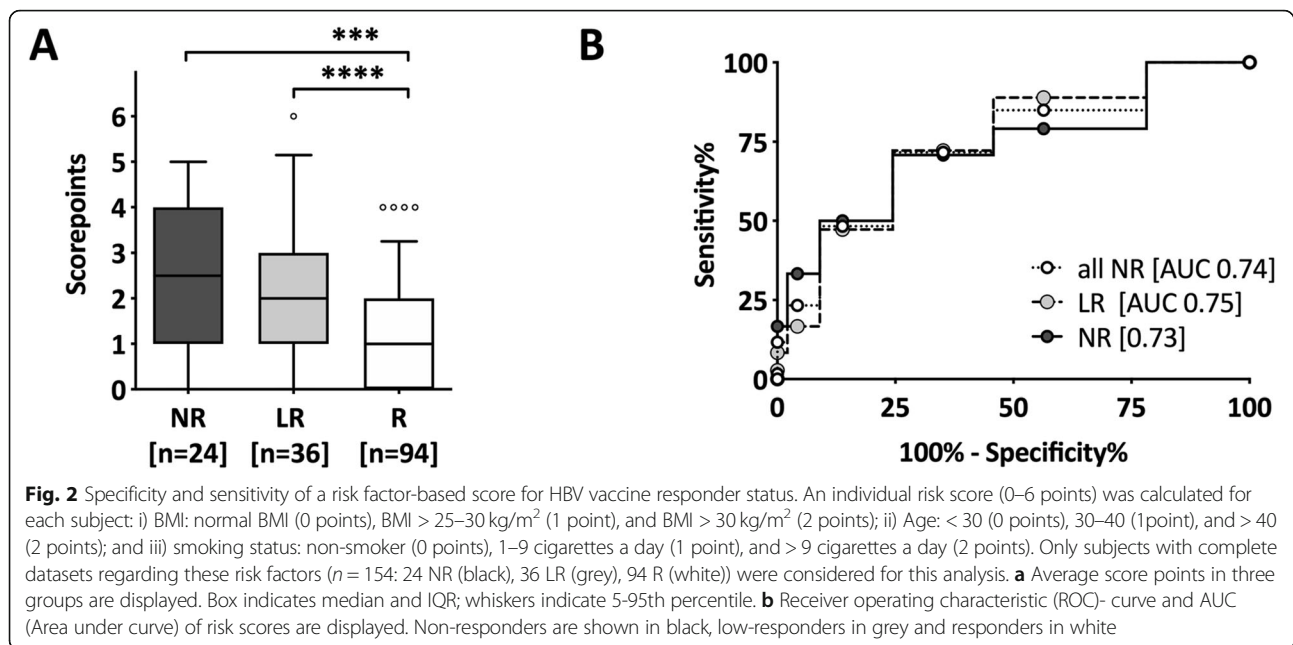 A
***
****
Scorepoints
6
5
4
3
2
1
0
NR
[n=24]
LR
[n=36]
R
[n=94]
B
Sensitivity%
100
75
50
25
0
0
25
50
75
100
100% - Specificity%
all NR [AUC 0.74]
LR [AUC 0.75]
NR [0.73]
Fig. 2 Specificity and sensitivity of a risk factor-based score for HBV vaccine responder status. An individual risk score (0–6 points) was calculated for
each subject: i) BMI: normal BMI (0 points), BMI > 25–30 kg/m² (1 point), and BMI > 30 kg/m² (2 points); ii) Age: < 30 (0 points), 30–40 (1point), and > 40
(2 points); and iii) smoking status: non-smoker (0 points), 1–9 cigarettes a day (1 point), and > 9 cigarettes a day (2 points). Only subjects with complete
datasets regarding these risk factors (n = 154: 24 NR (black), 36 LR (grey), 94 R (white)) were considered for this analysis. a Average score points in three
groups are displayed. Box indicates median and IQR; whiskers indicate 5-95th percentile. b Receiver operating characteristic (ROC)- curve and AUC
(Area under curve) of risk scores are displayed. Non-responders are shown in black, low-responders in grey and responders in white